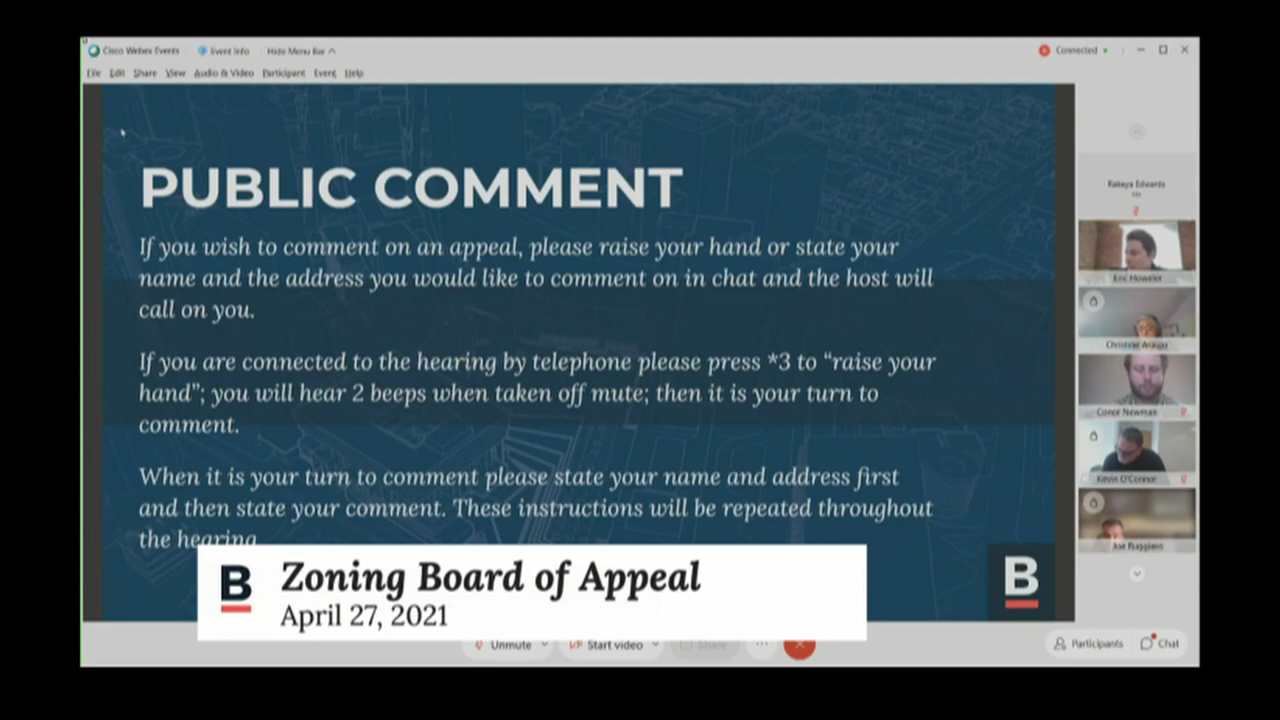 Cisco Webex Events Event Info Hide Menu Bar Connected
File Edit Share View Audio & Video Participant Event Help
PUBLIC COMMENT
If you wish to comment on an appeal, please raise your hand or state your
name and the address you would like to comment on in chat and the host will
call on you.
If you are connected to the hearing by telephone please press *3 to “raise your
hand”; you will hear 2 beeps when taken off mute; then it is your turn to
comment.
When it is your turn to comment please state your name and address first
and then state your comment. These instructions will be repeated throughout
the hearing
B
Zoning Board of Appeal
April 27, 2021
B
Rakeya Edwards
Me
Eric Howeler
Christine Araujo
Conor Newman
Kevin O'Connor
Joe Ruggiero
Unmute Start video Share Participants Chat